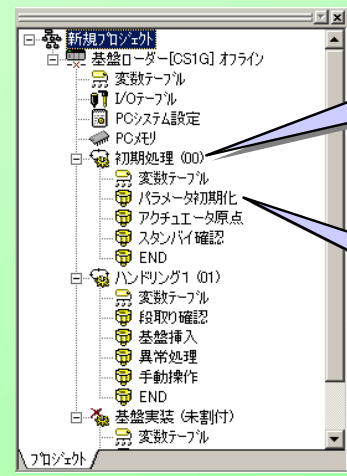 新規プロジェクト
基盤ローダー[CS1G] オフライン
変数テーブル
I/Oテーブル
PCシステム設定
PCメモリ
初期処理 (00)
変数テーブル
パラメータ初期化
アクチュエータ原点
スタンバイ確認
END
ハンドリング1 (01)
変数テーブル
段取り確認
基盤挿入
異常処理
手動操作
END
基盤実装 (未割付)
変数テーブル
プロジェクト